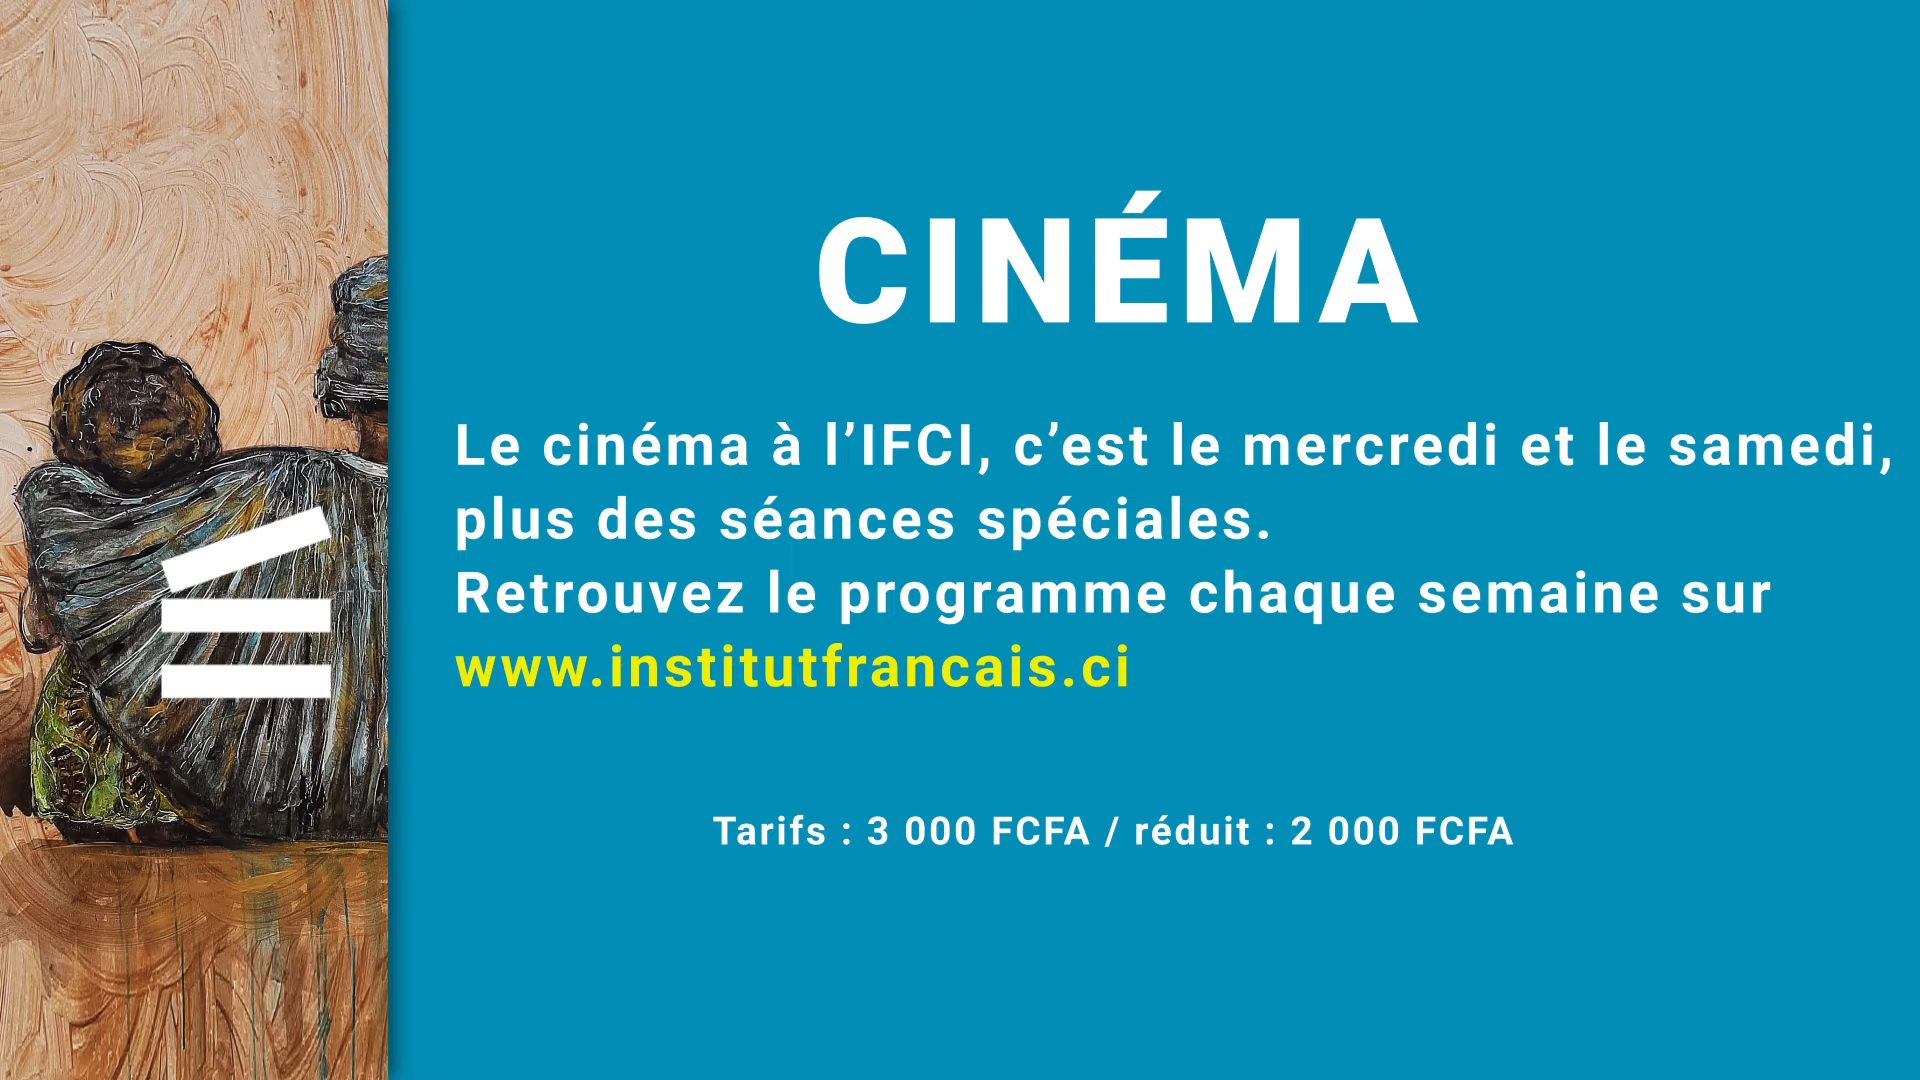 CINÉMA
Le cinéma à l’IFCI, c’est le mercredi et le samedi,
plus des séances spéciales.
Retrouvez le programme chaque semaine sur
www.institutfrancais.ci
Tarifs : 3 000 FCFA / réduit : 2 000 FCFA